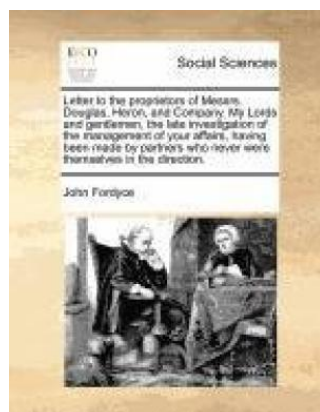 ECCO
Social Sciences
Letter to the proprietors of Messrs.
Douglas, Heron, and Company. My Lords
and gentlemen, the late investigation of
the management of your affairs, having
been made by partners who never were
themselves in the direction.
John Fordyce